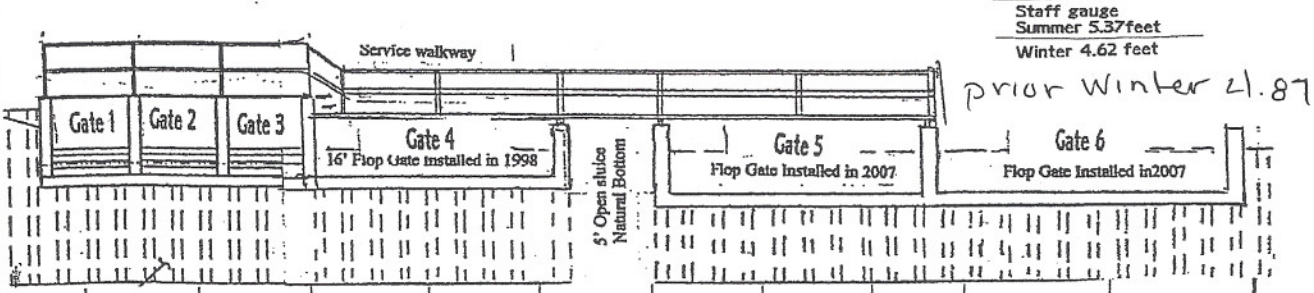 Staff gauge
Summer 5.37feet
Winter 4.62 feet
prior Winter 4.87
Service walkway
Gate 1
Gate 2
Gate 3
Gate 4
16' Flop Gate installed in 1998
5' Open sluice
Natural Bottom
Gate 5
Flop Gate Installed in 2007
Gate 6
Flop Gate Installed in2007